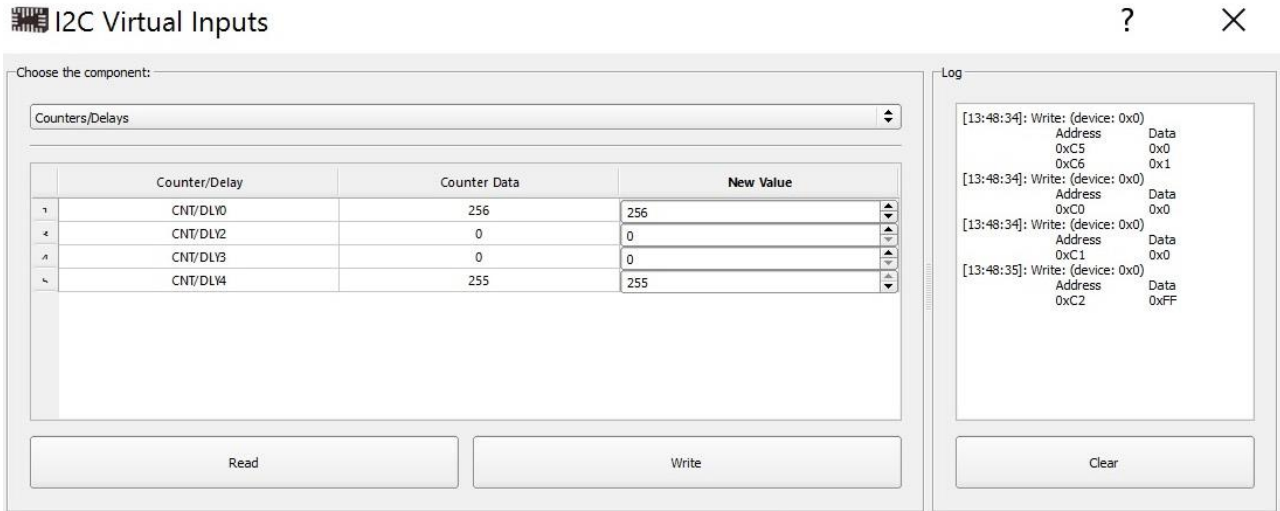 I2C Virtual Inputs ? X
Choose the component:
Counters/Delays
Counter/Delay Counter Data New Value
CNT/DLY0 256 256
CNT/DLY2 0 0
CNT/DLY3 0 0
CNT/DLY4 255 255
Read Write
Log
[13:48:34]: Write: (device: 0x0)
Address Data
0xC5 0x0
0xC6 0x1
[13:48:34]: Write: (device: 0x0)
Address Data
0xC0 0x0
[13:48:34]: Write: (device: 0x0)
Address Data
0xC1 0x0
[13:48:35]: Write: (device: 0x0)
Address Data
0xC2 0xFF
Clear